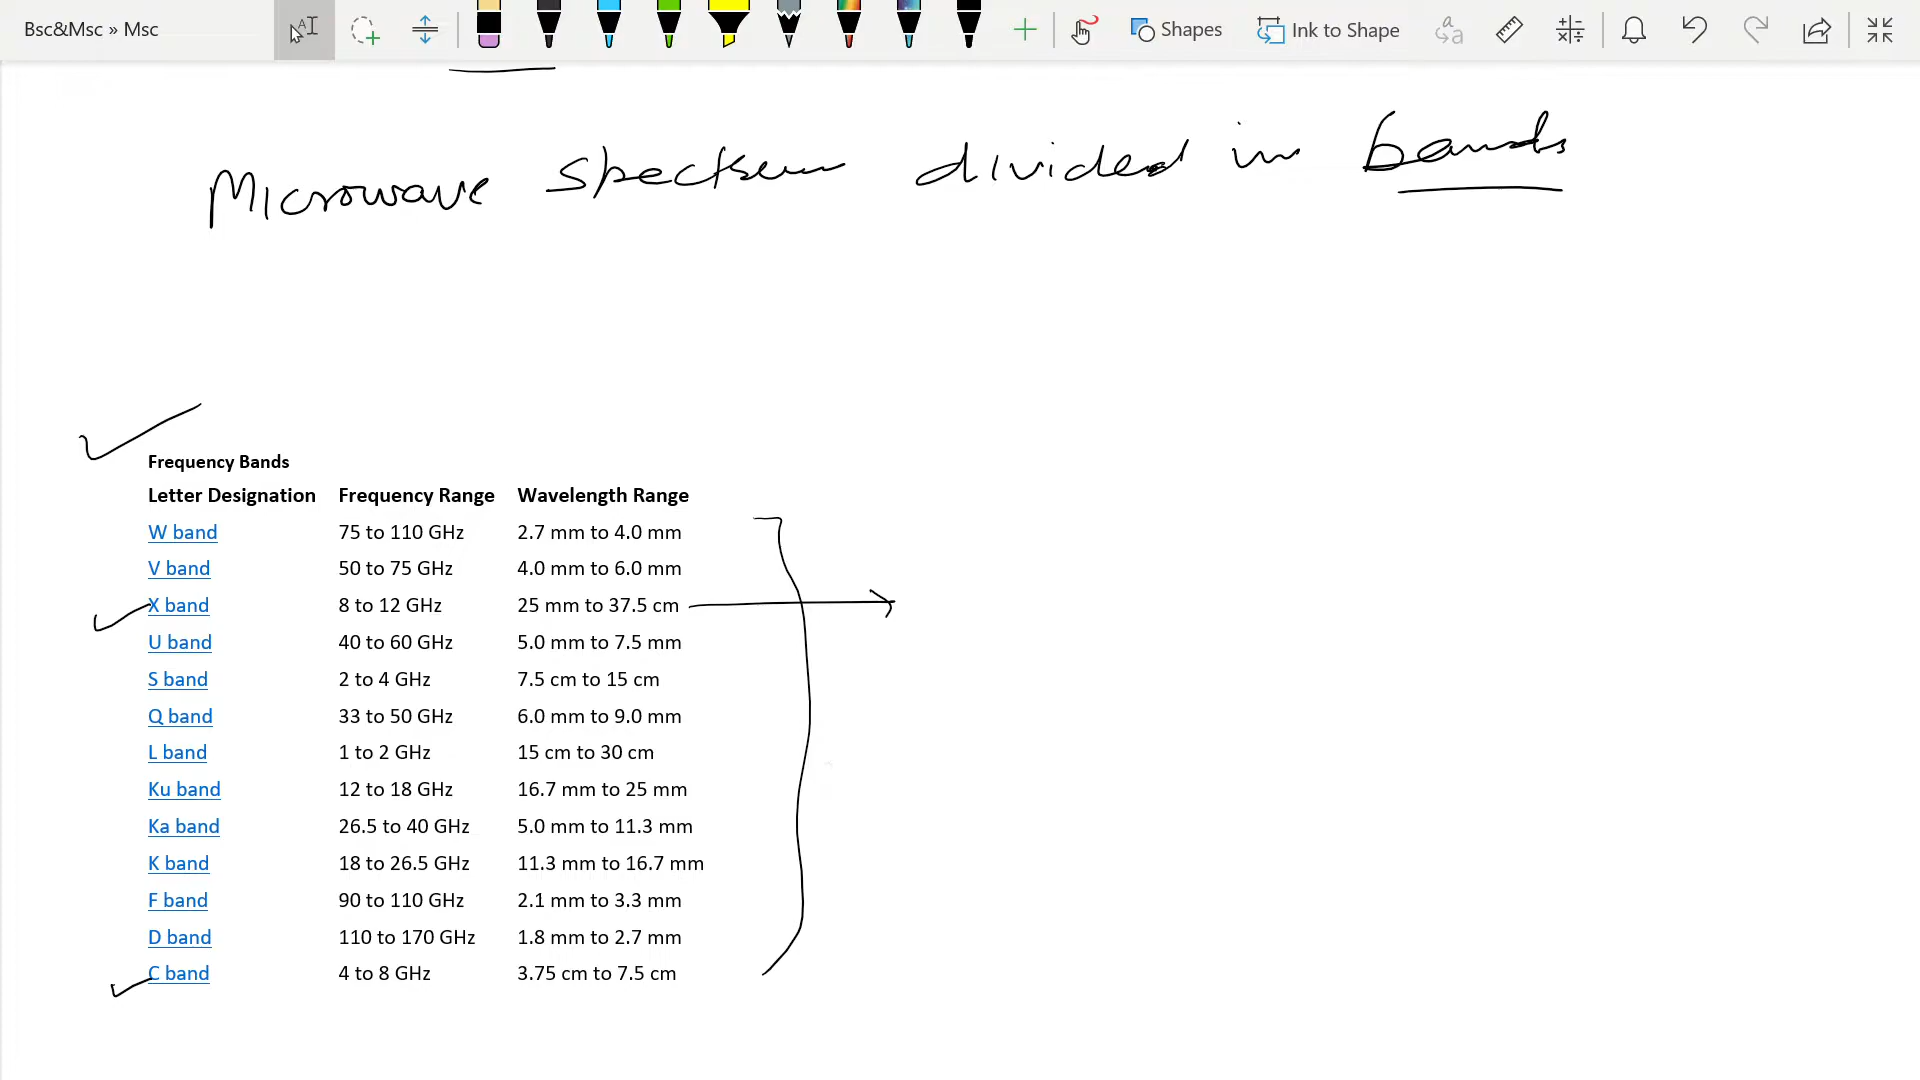 Bsc&Msc » Msc
Shapes
Ink to Shape
Microwave spectrum divided in bands
Frequency Bands
Letter Designation Frequency Range Wavelength Range
W band 75 to 110 GHz 2.7 mm to 4.0 mm
V band 50 to 75 GHz 4.0 mm to 6.0 mm
X band 8 to 12 GHz 25 mm to 37.5 cm
U band 40 to 60 GHz 5.0 mm to 7.5 mm
S band 2 to 4 GHz 7.5 cm to 15 cm
Q band 33 to 50 GHz 6.0 mm to 9.0 mm
L band 1 to 2 GHz 15 cm to 30 cm
Ku band 12 to 18 GHz 16.7 mm to 25 mm
Ka band 26.5 to 40 GHz 5.0 mm to 11.3 mm
K band 18 to 26.5 GHz 11.3 mm to 16.7 mm
F band 90 to 110 GHz 2.1 mm to 3.3 mm
D band 110 to 170 GHz 1.8 mm to 2.7 mm
C band 4 to 8 GHz 3.75 cm to 7.5 cm